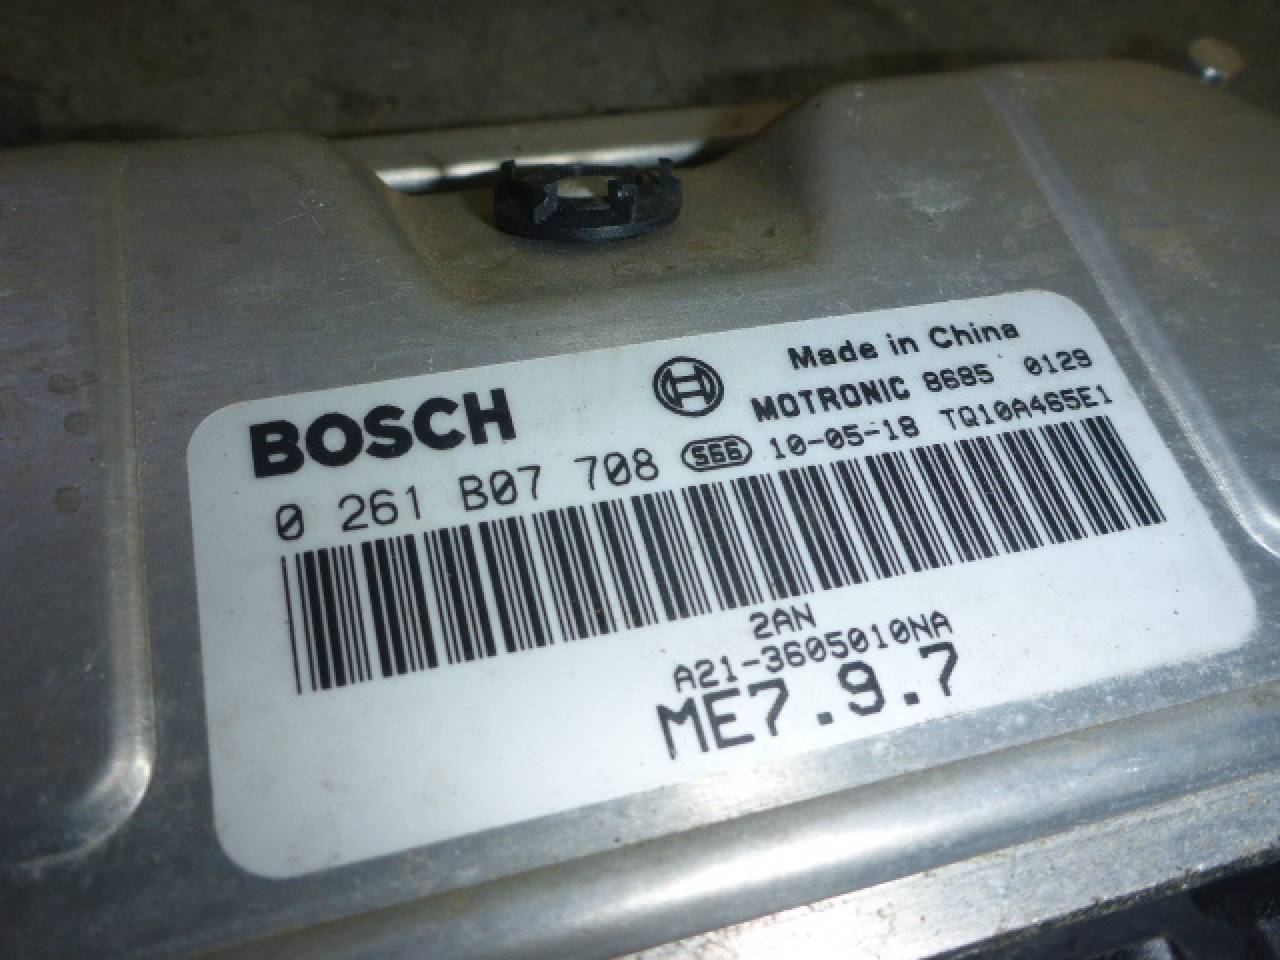 Made in China
BOSCH MOTRONIC 8685 0129
0 261 B07 708 S66 10-05-18 TQ10A465E1
2AN
A21-3605010NA
ME7.9.7